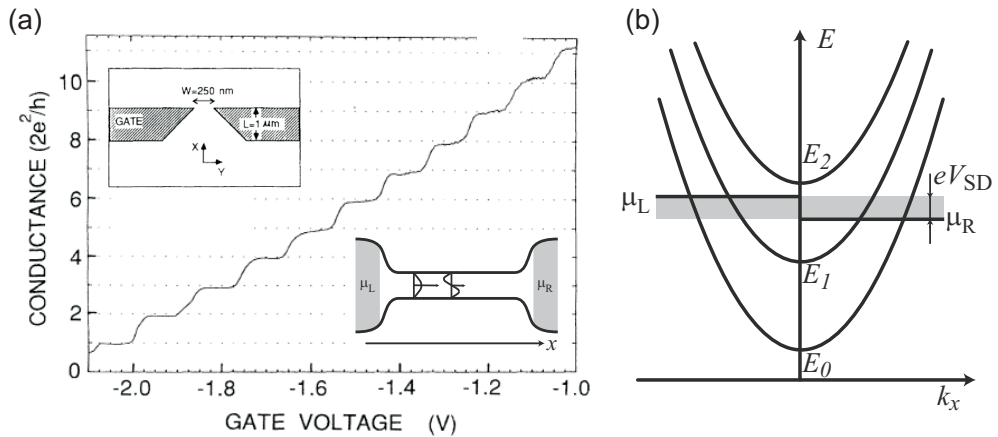 (a)
CONDUCTANCE (2e²/h)
10
8
6
4
2
0
W=250 nm
GATE
L=1 μm
X
Y
μL
μR
x
-2.0
-1.8
-1.6
-1.4
-1.2
-1.0
GATE VOLTAGE (V)
(b)
E
E2
eVSD
μL
μR
E1
E0
kx